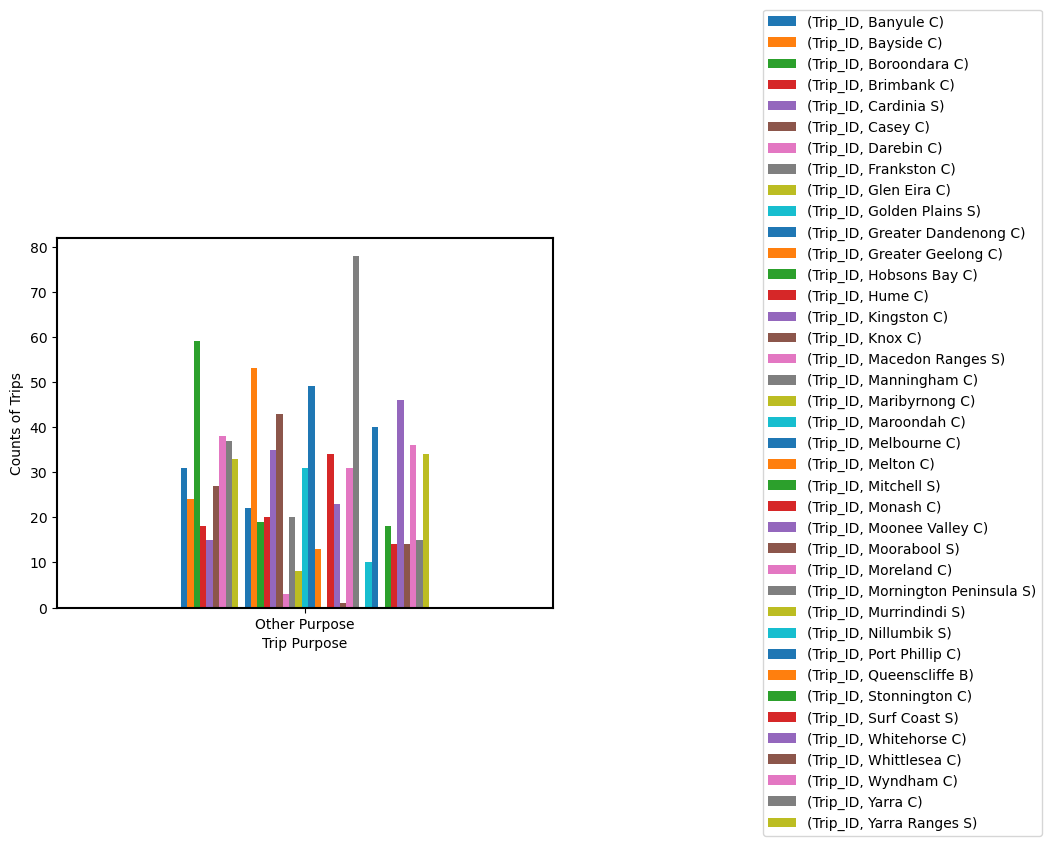 (Trip_ID, Banyule C)
(Trip_ID, Bayside C)
(Trip_ID, Boroondara C)
(Trip_ID, Brimbank C)
(Trip_ID, Cardinia S)
(Trip_ID, Casey C)
(Trip_ID, Darebin C)
(Trip_ID, Frankston C)
(Trip_ID, Glen Eira C)
(Trip_ID, Golden Plains S)
(Trip_ID, Greater Dandenong C)
(Trip_ID, Greater Geelong C)
(Trip_ID, Hobsons Bay C)
(Trip_ID, Hume C)
(Trip_ID, Kingston C)
(Trip_ID, Knox C)
(Trip_ID, Macedon Ranges S)
(Trip_ID, Manningham C)
(Trip_ID, Maribyrnong C)
(Trip_ID, Maroondah C)
(Trip_ID, Melbourne C)
(Trip_ID, Melton C)
(Trip_ID, Mitchell S)
(Trip_ID, Monash C)
(Trip_ID, Moonee Valley C)
(Trip_ID, Moorabool S)
(Trip_ID, Moreland C)
(Trip_ID, Mornington Peninsula S)
(Trip_ID, Murrindindi S)
(Trip_ID, Nillumbik S)
(Trip_ID, Port Phillip C)
(Trip_ID, Queenscliffe B)
(Trip_ID, Stonnington C)
(Trip_ID, Surf Coast S)
(Trip_ID, Whitehorse C)
(Trip_ID, Whittlesea C)
(Trip_ID, Wyndham C)
(Trip_ID, Yarra C)
(Trip_ID, Yarra Ranges S)
Counts of Trips
80
70
60
50
40
30
20
10
0
Other Purpose
Trip Purpose